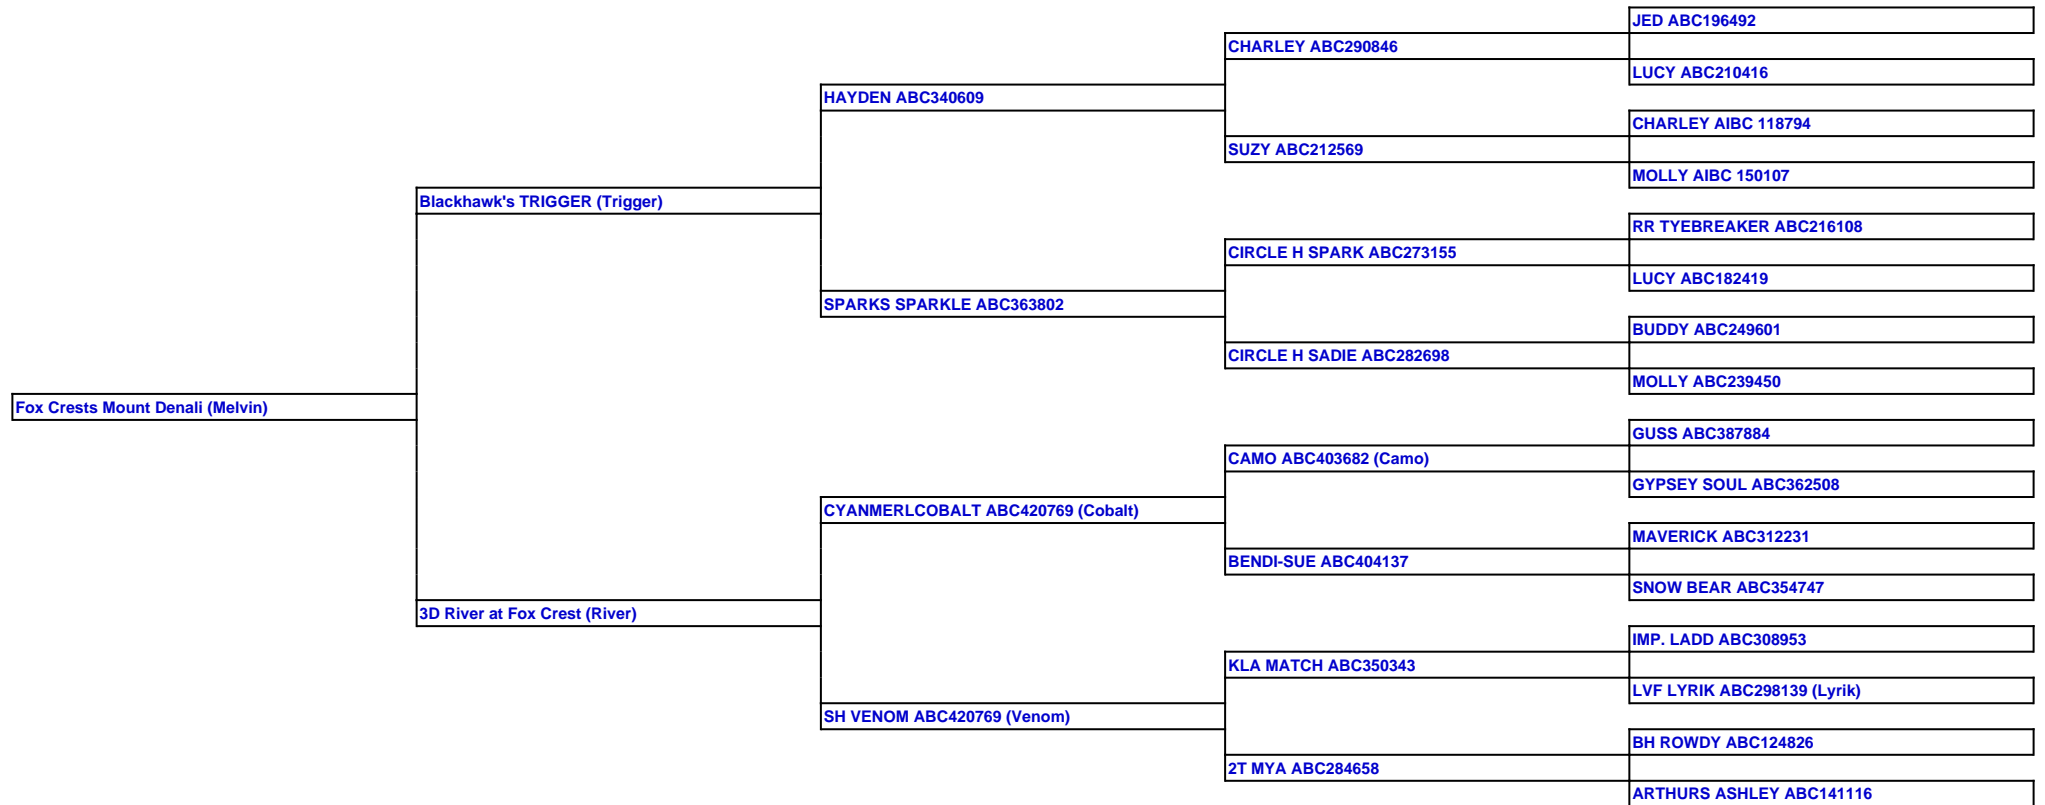 JED ABC196492
CHARLEY ABC290846
LUCY ABC210416
HAYDEN ABC340609
CHARLEY AIBC 118794
SUZY ABC212569
MOLLY AIBC 150107
Blackhawk's TRIGGER (Trigger)
RR TYEBREAKER ABC216108
CIRCLE H SPARK ABC273155
LUCY ABC182419
SPARKS SPARKLE ABC363802
BUDDY ABC249601
CIRCLE H SADIE ABC282698
MOLLY ABC239450
Fox Crests Mount Denali (Melvin)
GUSS ABC387884
CAMO ABC403682 (Camo)
GYPSEY SOUL ABC362508
CYANMERLCOBALT ABC420769 (Cobalt)
MAVERICK ABC312231
BENDI-SUE ABC404137
SNOW BEAR ABC354747
3D River at Fox Crest (River)
IMP. LADD ABC308953
KLA MATCH ABC350343
LVF LYRIK ABC298139 (Lyrik)
SH VENOM ABC420769 (Venom)
BH ROWDY ABC124826
2T MYA ABC284658
ARTHURS ASHLEY ABC141116